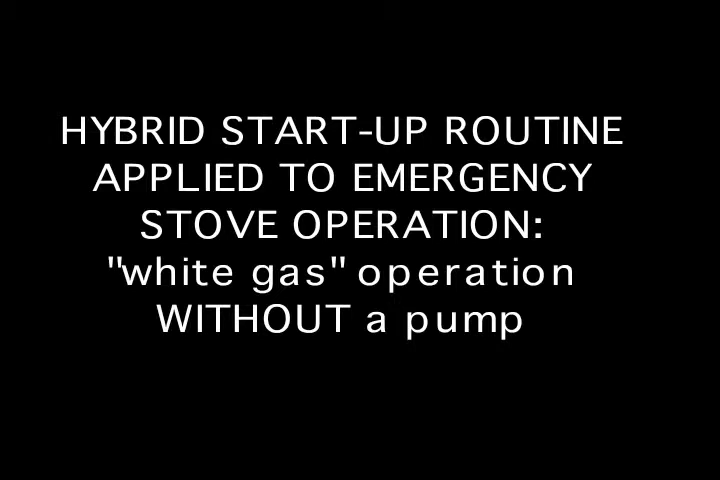 HYBRID START-UP ROUTINE
APPLIED TO EMERGENCY
STOVE OPERATION:
"white gas" operation
WITHOUT a pump